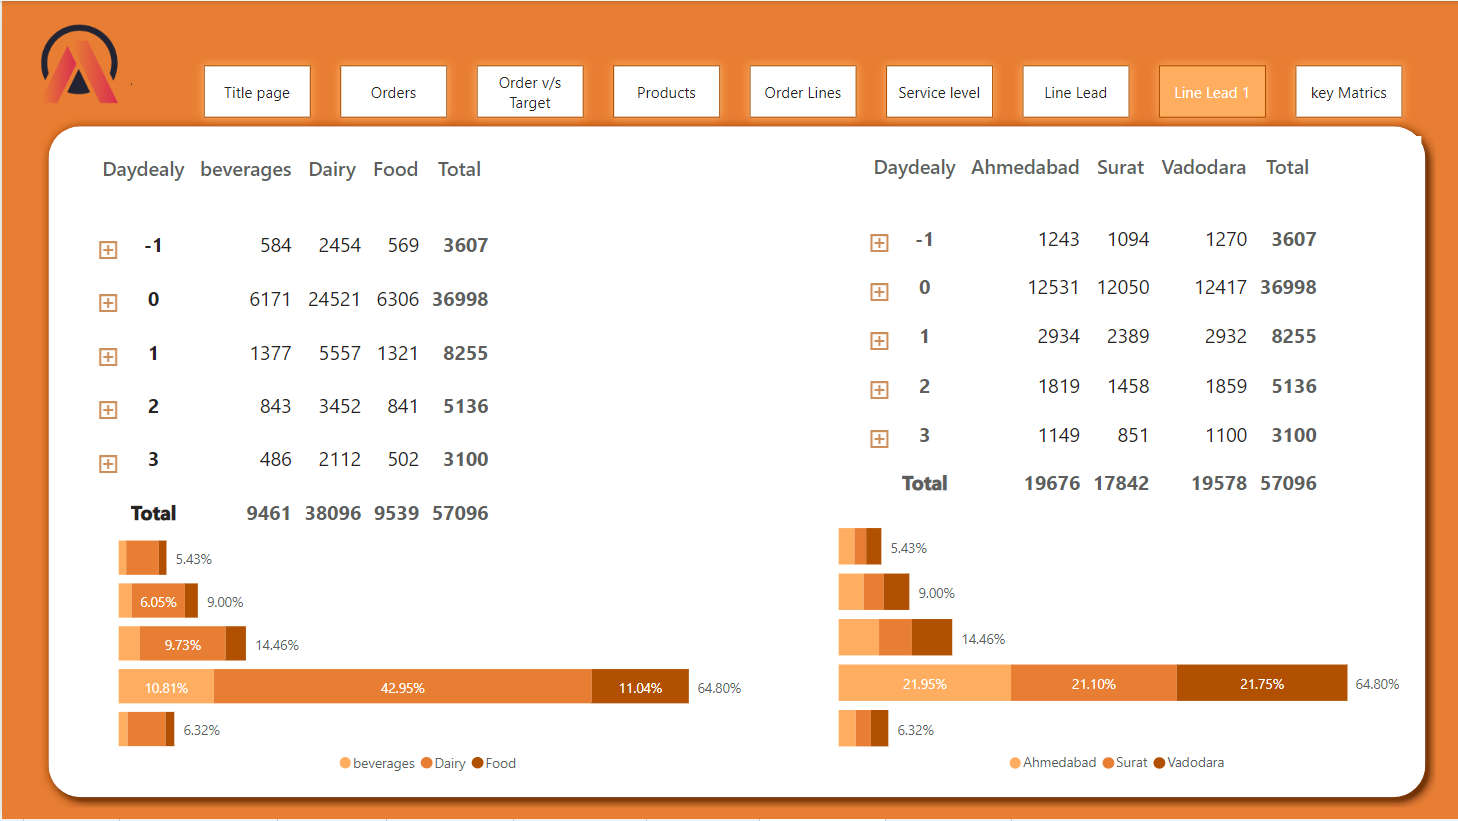 Title page
Orders
Order v/s
Target
Products
Order Lines
Service level
Line Lead
Line Lead 1
key Matrics
Daydealy beverages Dairy Food Total
-1 584 2454 569 3607
0 6171 24521 6306 36998
1 1377 5557 1321 8255
2 843 3452 841 5136
3 486 2112 502 3100
Total 9461 38096 9539 57096
5.43%
6.05% 9.00%
9.73% 14.46%
10.81% 42.95% 11.04% 64.80%
6.32%
beverages Dairy Food
Daydealy Ahmedabad Surat Vadodara Total
-1 1243 1094 1270 3607
0 12531 12050 12417 36998
1 2934 2389 2932 8255
2 1819 1458 1859 5136
3 1149 851 1100 3100
Total 19676 17842 19578 57096
5.43%
9.00%
14.46%
21.95% 21.10% 21.75% 64.80%
6.32%
Ahmedabad Surat Vadodara